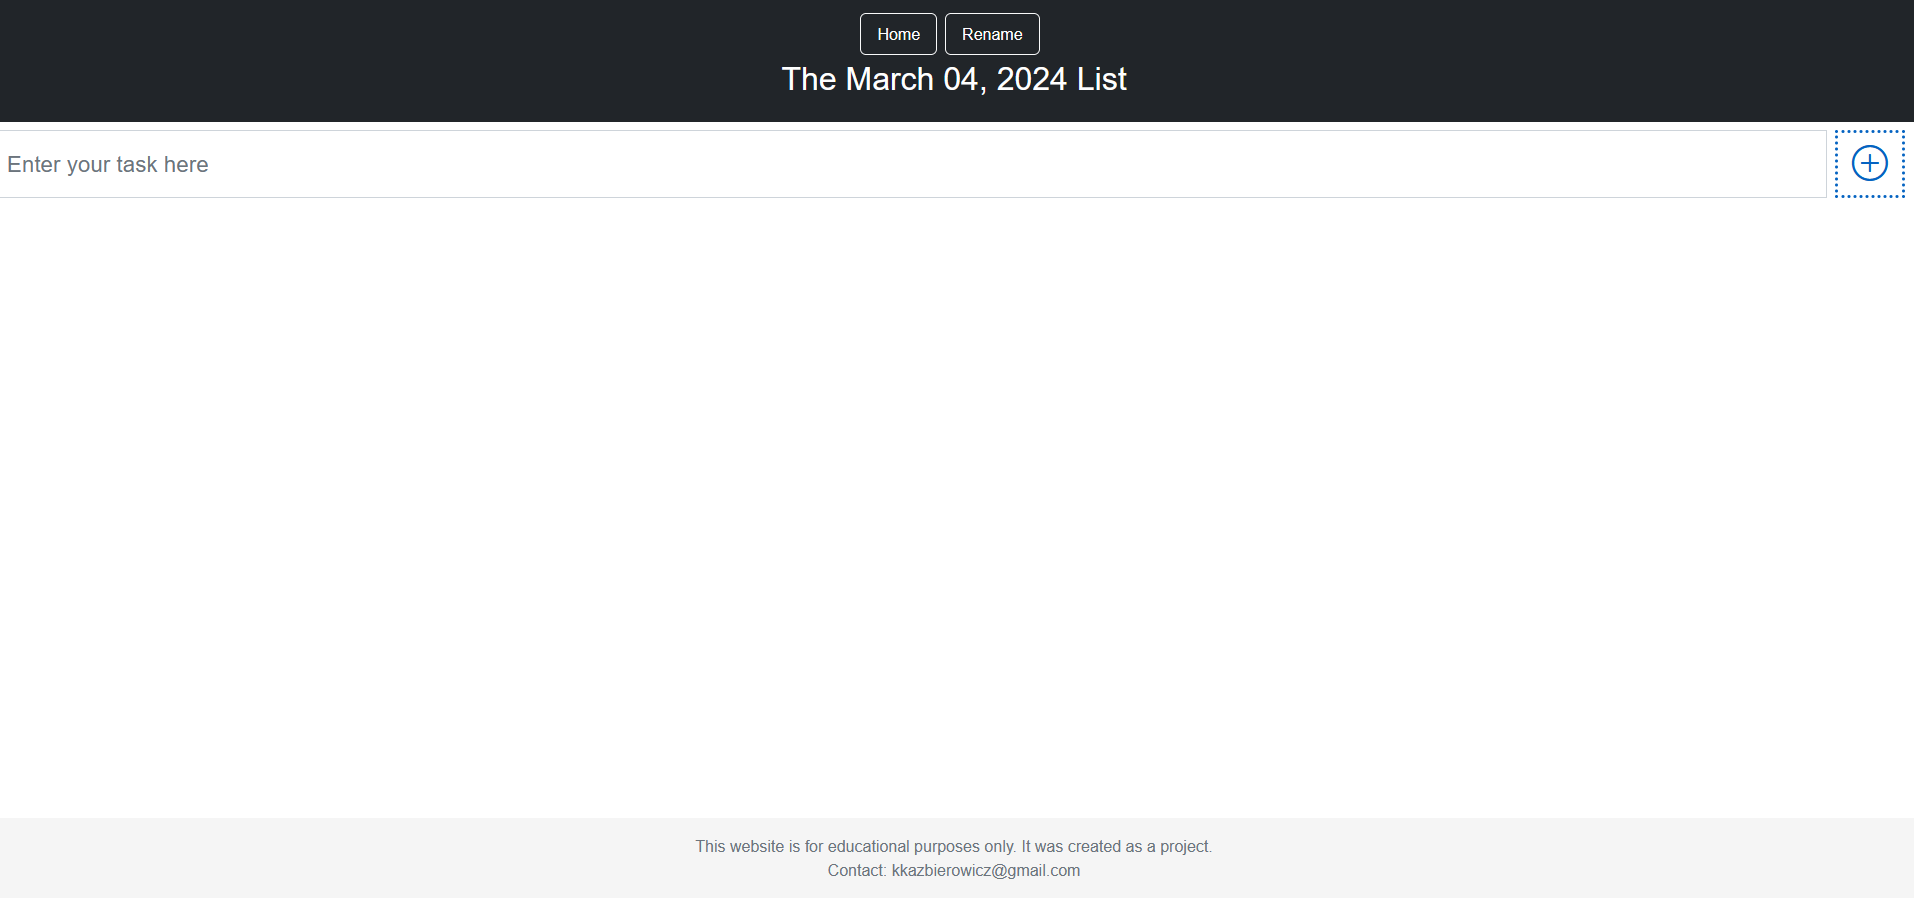 Home Rename
The March 04, 2024 List
Enter your task here
This website is for educational purposes only. It was created as a project.
Contact: kkazbierowicz@gmail.com